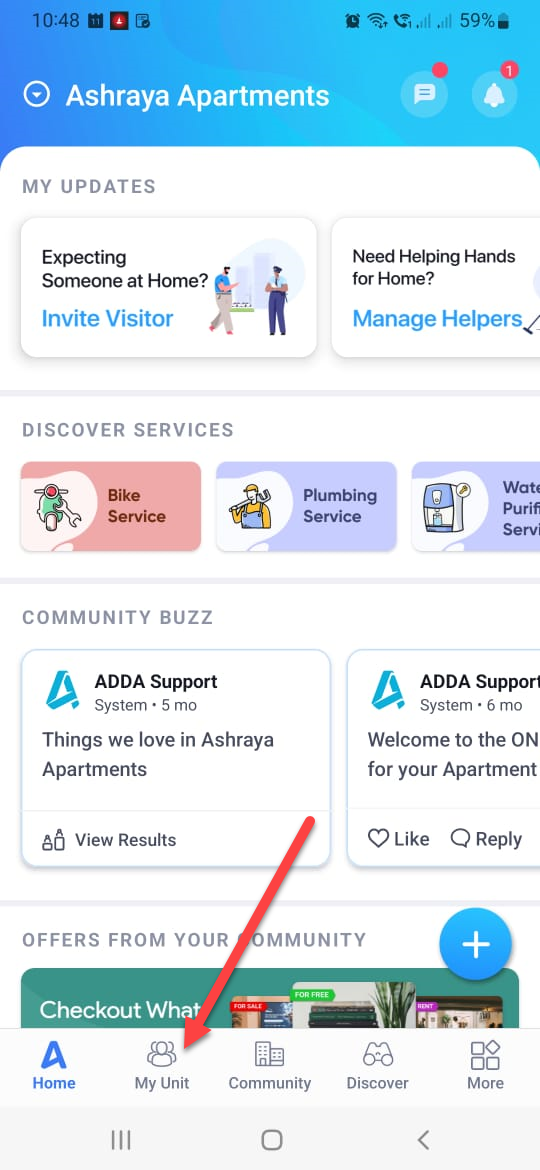 10:48
59%
Ashraya Apartments
1
MY UPDATES
Expecting
Someone at Home?
Invite Visitor
Need Helping Hands
for Home?
Manage Helpers
DISCOVER SERVICES
Bike
Service
Plumbing
Service
COMMUNITY BUZZ
ADDA Support
System • 5 mo
Things we love in Ashraya
Apartments
View Results
ADDA Support
System • 6 mo
Welcome to the ON
for your Apartment
Like
Reply
OFFERS FROM YOUR COMMUNITY
Checkout What
FOR SALE
FOR FREE
RENT
Home
My Unit
Community
Discover
More